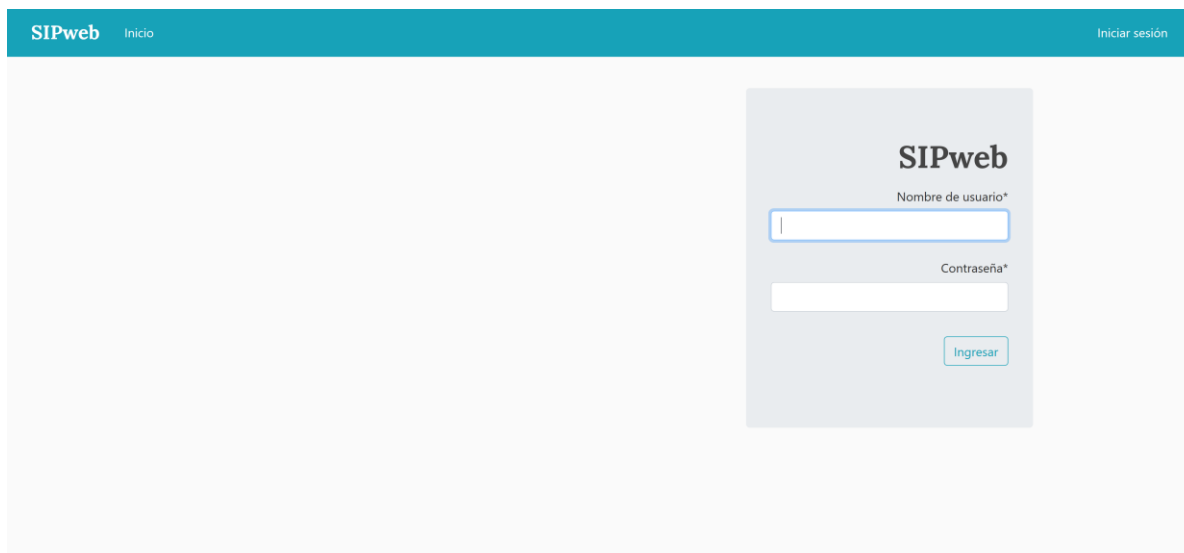 SIPweb Inicio Iniciar sesión
SIPweb
Nombre de usuario*
Contraseña*
Ingresar